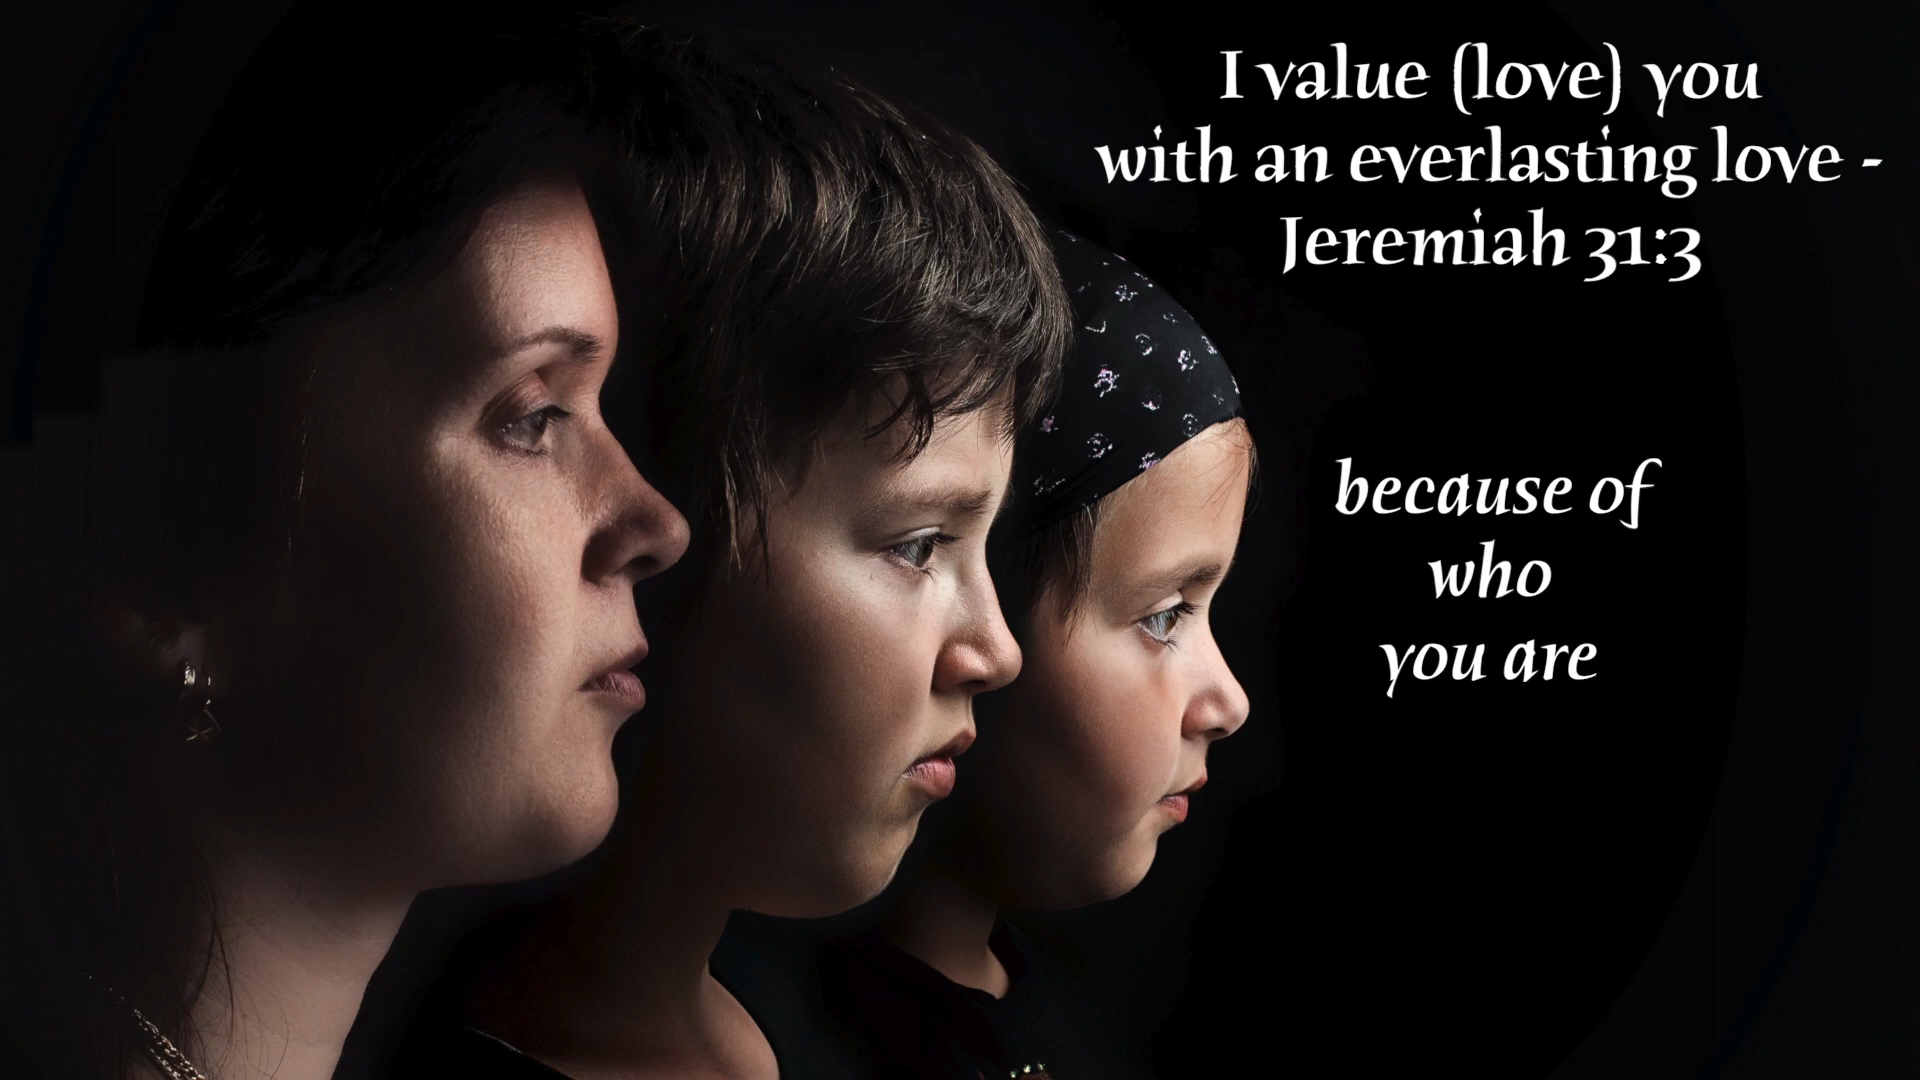 I value (love) you
with an everlasting love -
Jeremiah 31:3
because of
who
you are